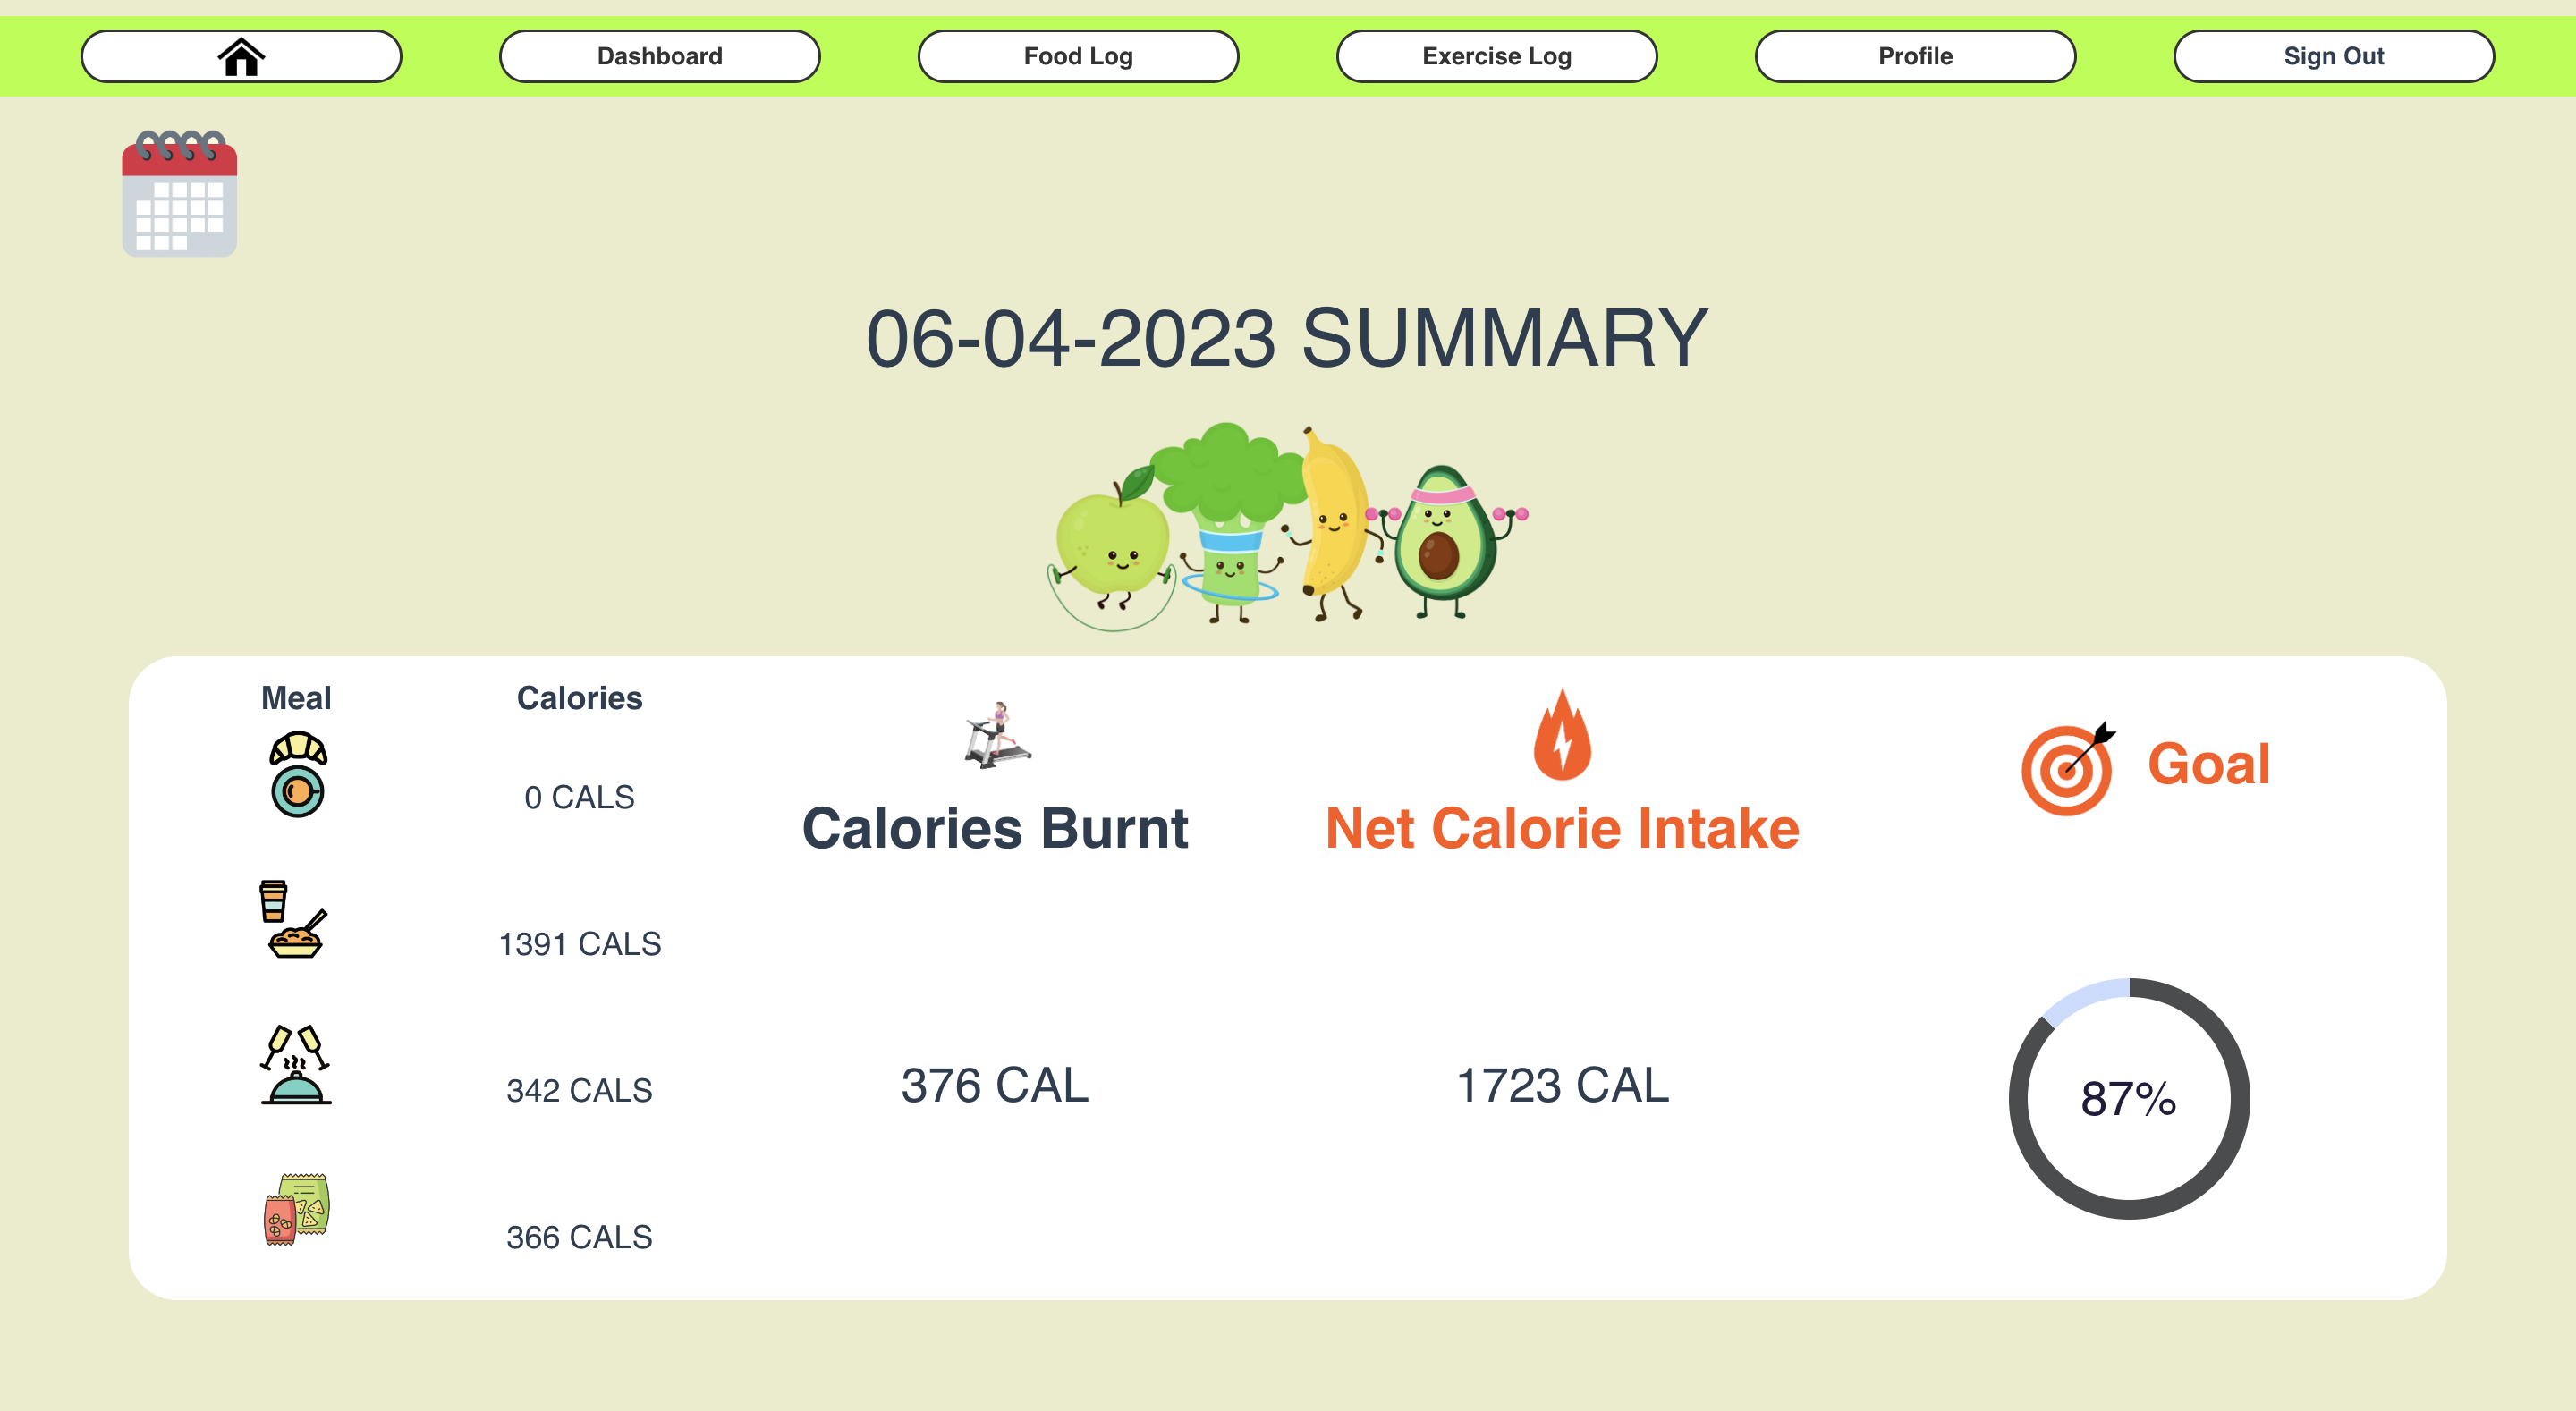 Dashboard
Food Log
Exercise Log
Profile
Sign Out
06-04-2023 SUMMARY
Meal
Calories
0 CALS
1391 CALS
342 CALS
366 CALS
Calories Burnt
376 CAL
Net Calorie Intake
1723 CAL
Goal
87%